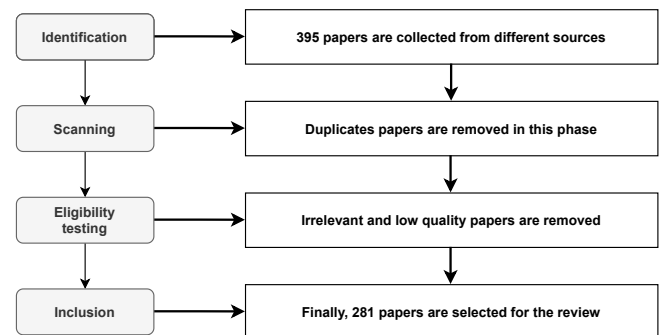 Identification
395 papers are collected from different sources
Scanning
Duplicates papers are removed in this phase
Eligibility
testing
Irrelevant and low quality papers are removed
Inclusion
Finally, 281 papers are selected for the review